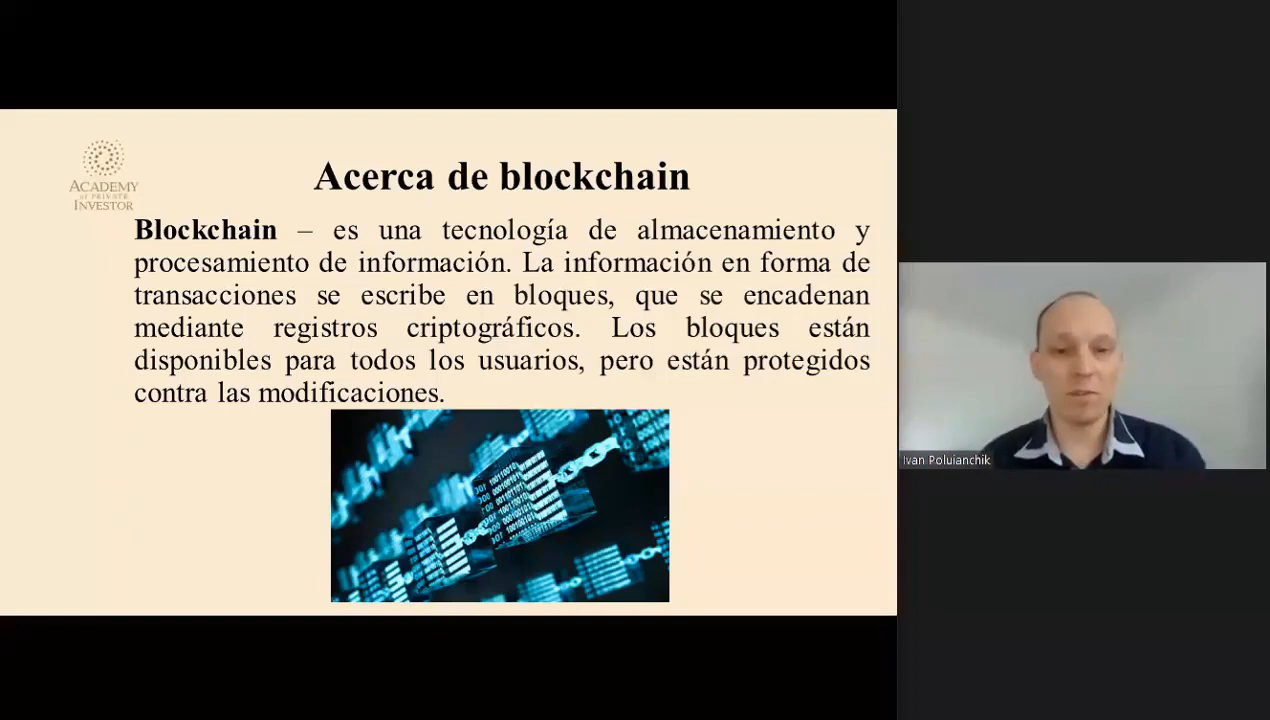 ACADEMY
OF PRIVATE
INVESTOR
Acerca de blockchain
Blockchain – es una tecnología de almacenamiento y
procesamiento de información. La información en forma de
transacciones se escribe en bloques, que se encadenan
mediante registros criptográficos. Los bloques están
disponibles para todos los usuarios, pero están protegidos
contra las modificaciones.
Ivan Poluianchik